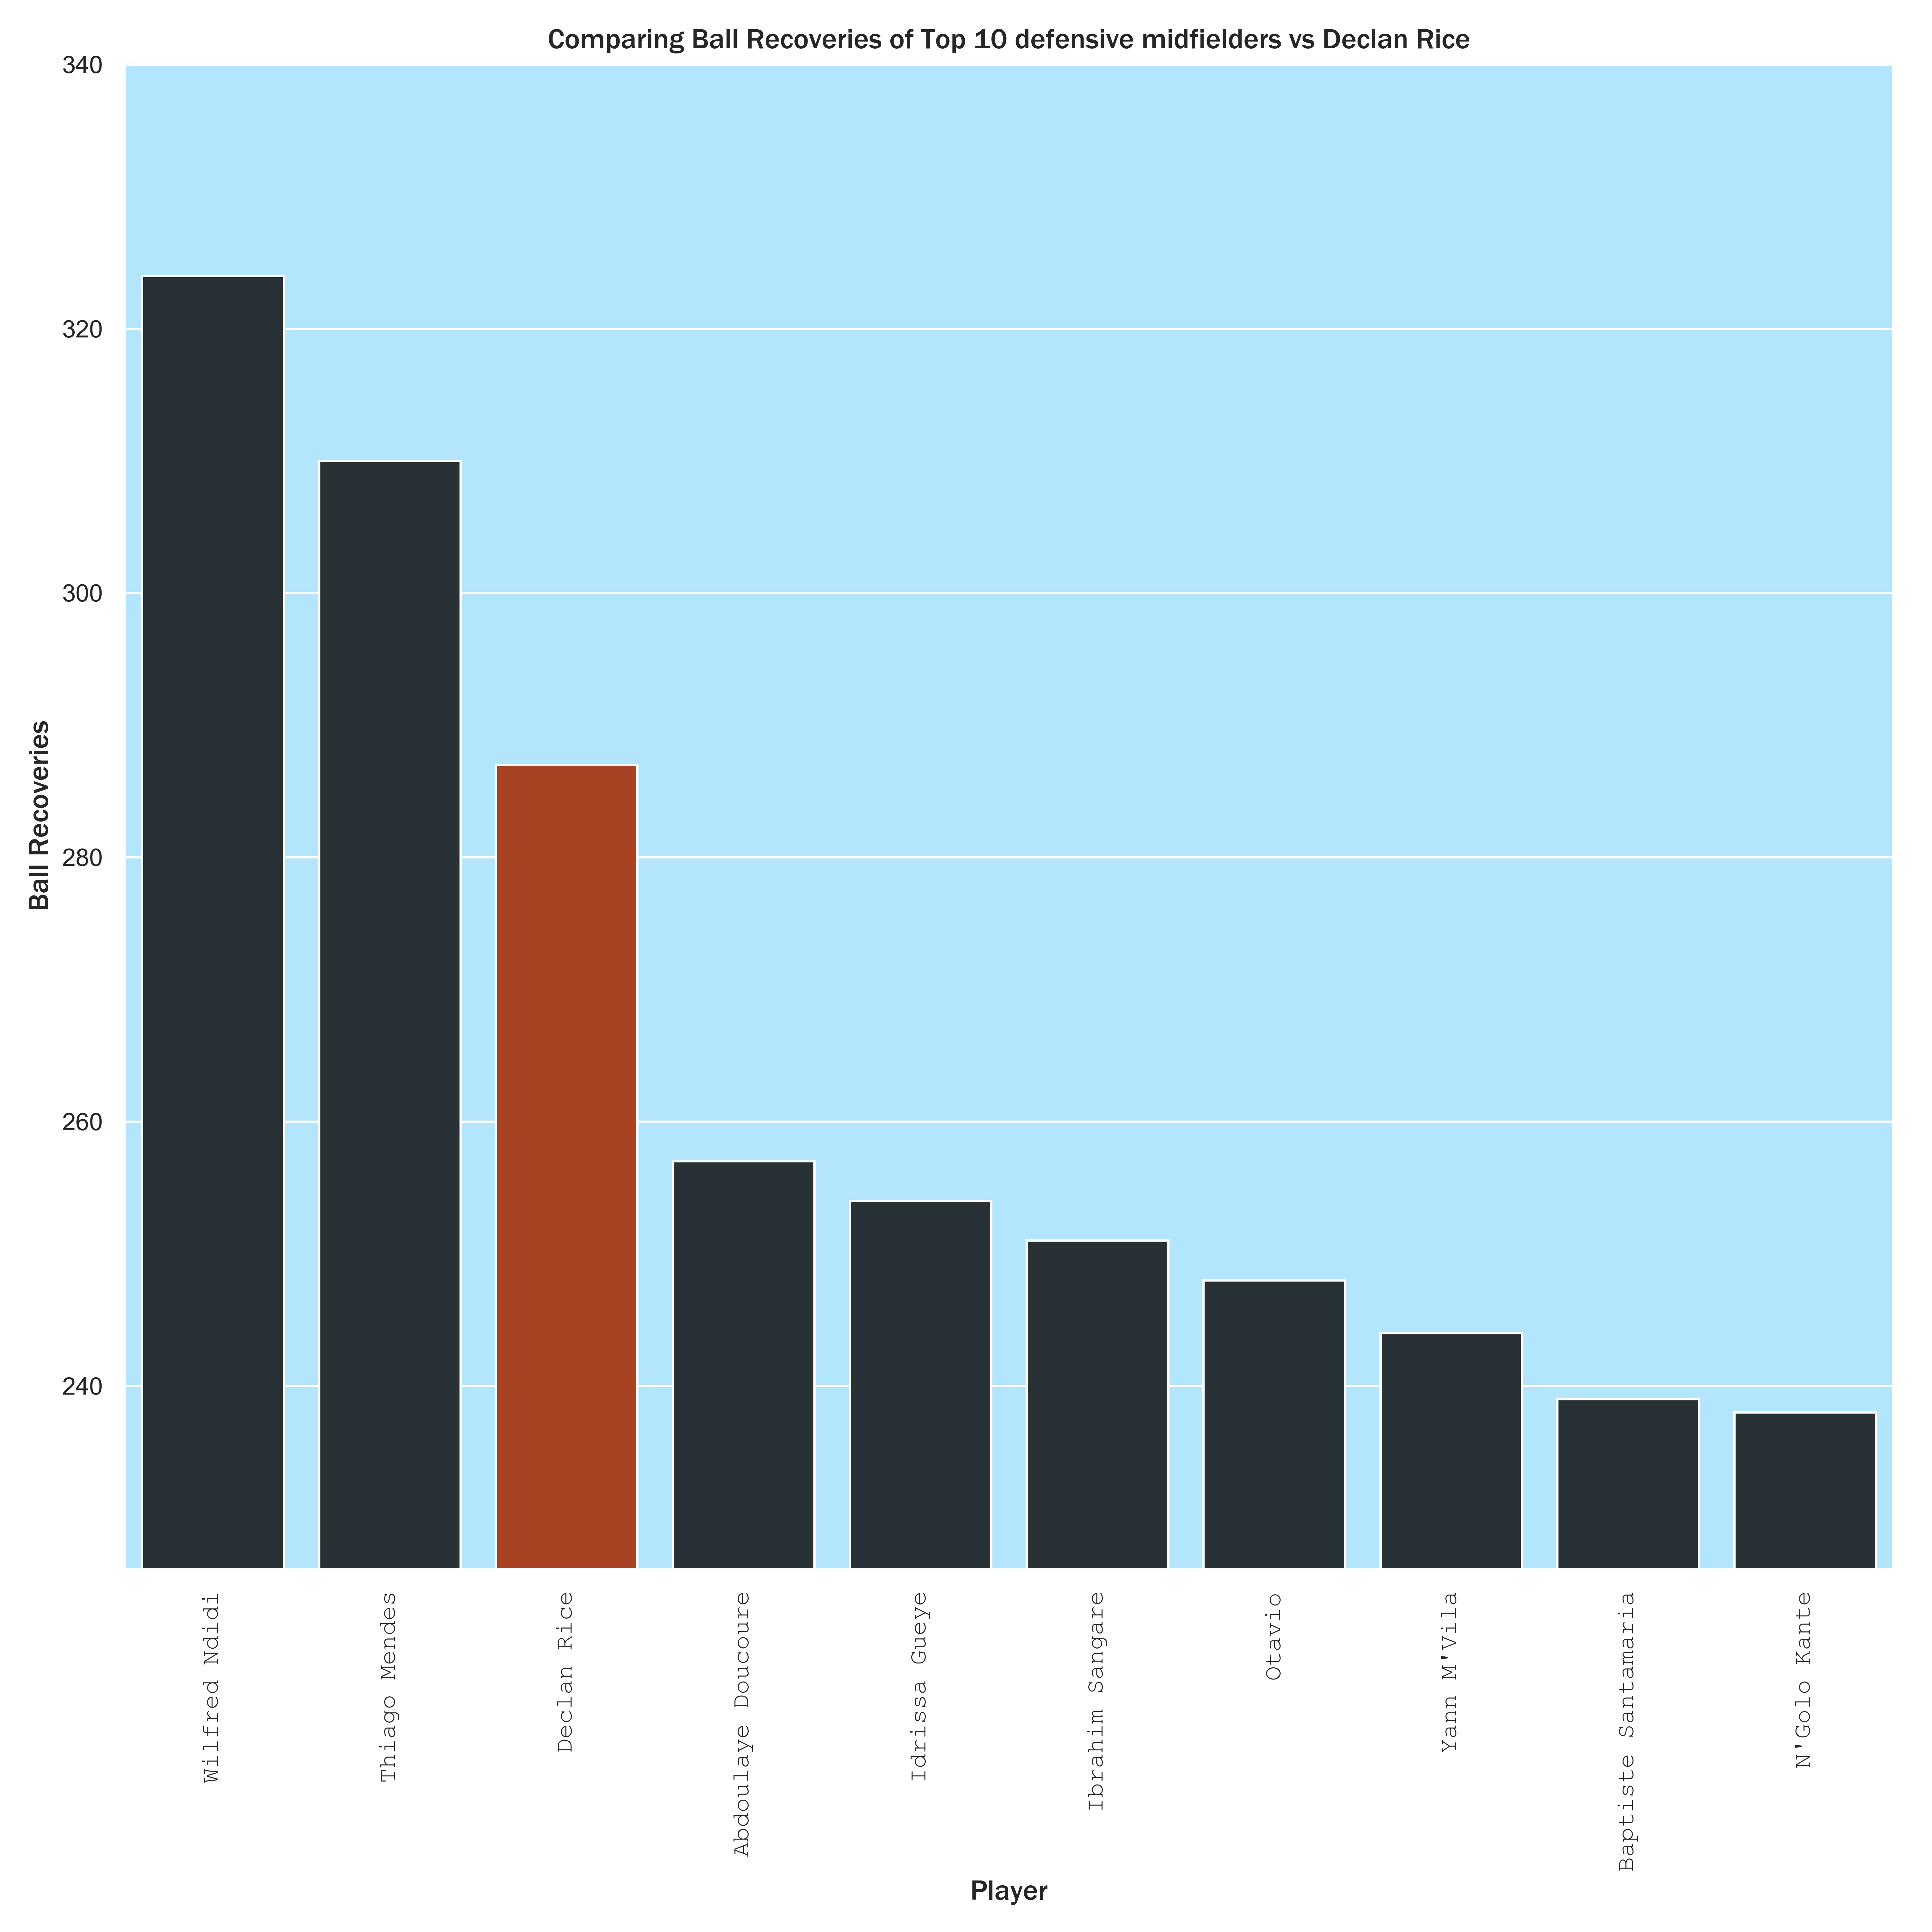 Comparing Ball Recoveries of Top 10 defensive midfielders vs Declan Rice
340
320
300
280
260
240
Ball Recoveries
Wilfred Ndidi
Thiago Mendes
Declan Rice
Abdoulaye Doucoure
Idrissa Gueye
Ibrahim Sangare
Otavio
Yann M'Vila
Baptiste Santamaria
N'Golo Kante
Player